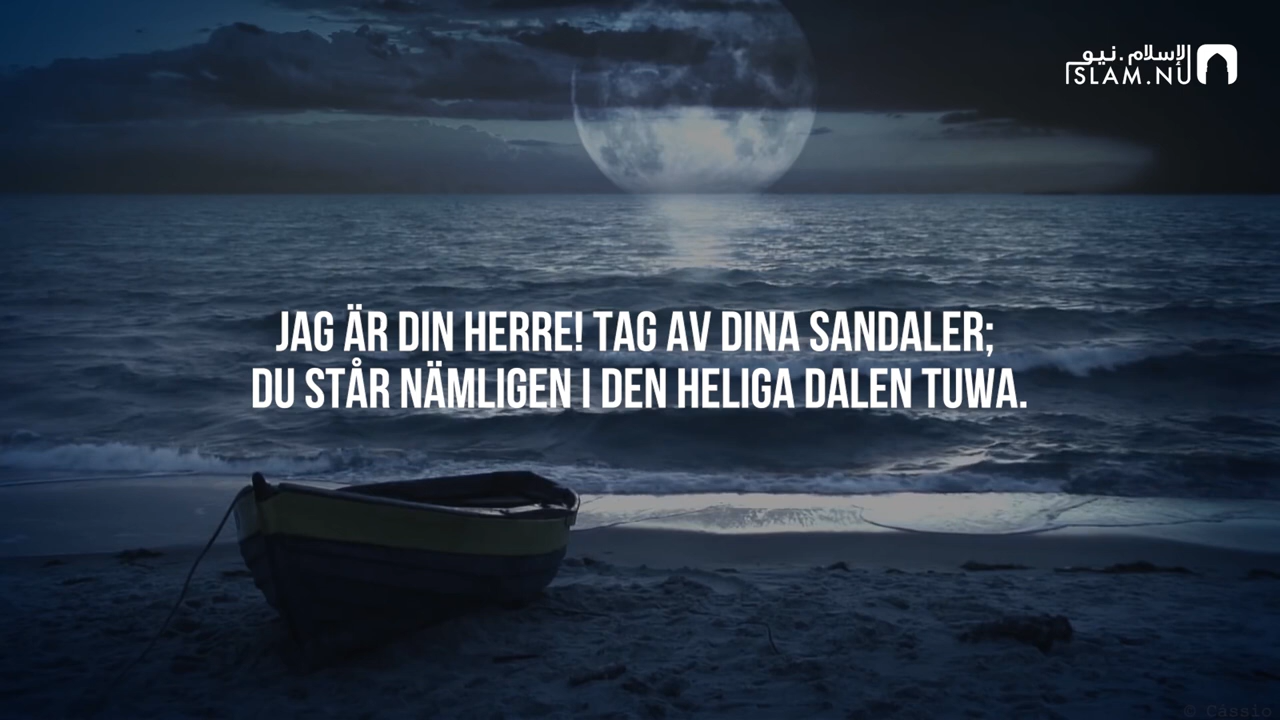 الإسلام.نيو
ISLAM.NU
JAG ÄR DIN HERRE! TAG AV DINA SANDALER;
DU STÅR NÄMLIGEN I DEN HELIGA DALEN TUWA.
© Cássio